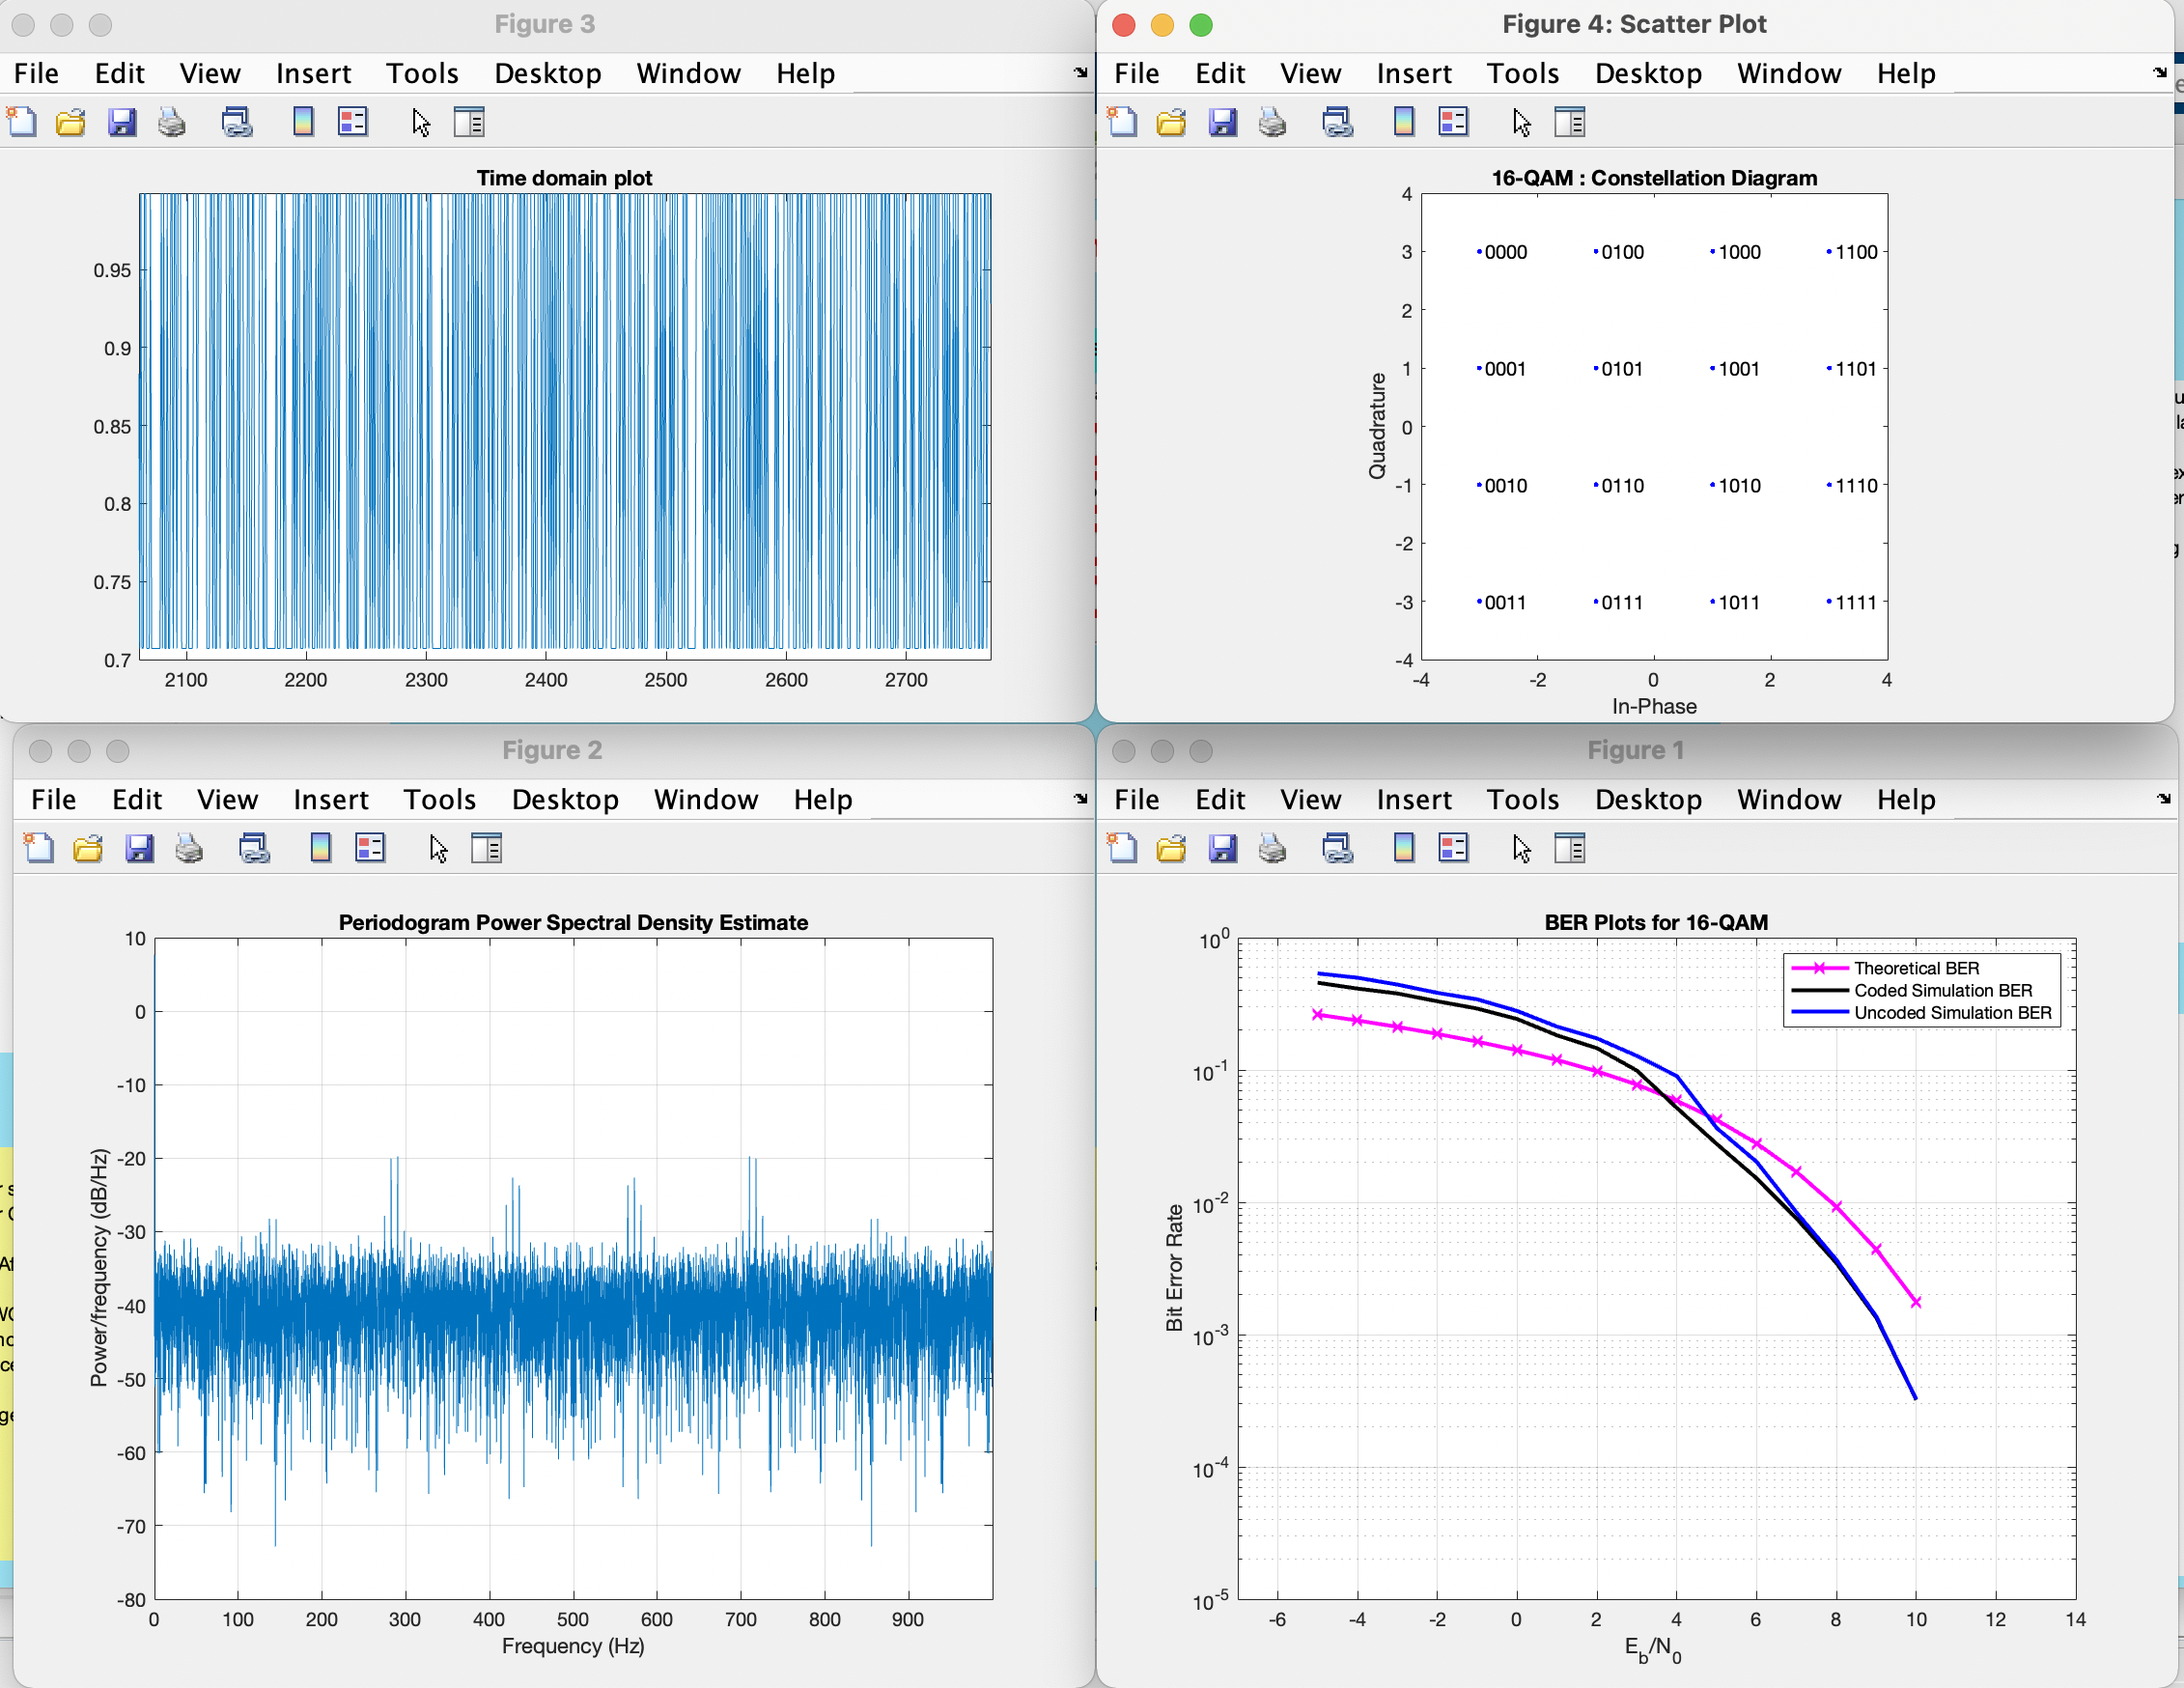 Figure 3
File Edit View Insert Tools Desktop Window Help
Time domain plot
0.95
0.9
0.85
0.8
0.75
0.7
2100 2200 2300 2400 2500 2600 2700
Figure 4: Scatter Plot
File Edit View Insert Tools Desktop Window Help
16-QAM : Constellation Diagram
Quadrature
4
3 0000 0100 1000 1100
2
1 0001 0101 1001 1101
0
-1 0010 0110 1010 1110
-2
-3 0011 0111 1011 1111
-4
-4 -2 0 2 4
In-Phase
Figure 2
File Edit View Insert Tools Desktop Window Help
Periodogram Power Spectral Density Estimate
Power/frequency (dB/Hz)
10
0
-10
-20
-30
-40
-50
-60
-70
-80
0 100 200 300 400 500 600 700 800 900
Frequency (Hz)
Figure 1
File Edit View Insert Tools Desktop Window Help
BER Plots for 16-QAM
Theoretical BER
Coded Simulation BER
Uncoded Simulation BER
Bit Error Rate
10^0
10^-1
10^-2
10^-3
10^-4
10^-5
-6 -4 -2 0 2 4 6 8 10 12 14
E_b/N_0